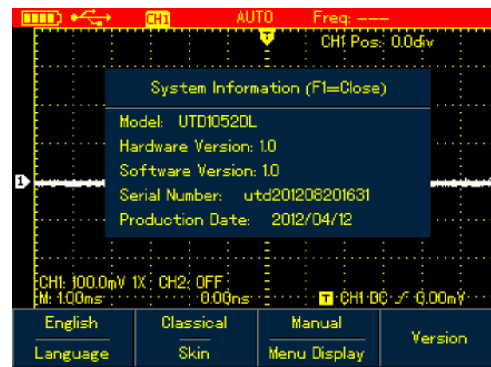 CH1 AUTO Freq: ----
T CH1 Pos: 0.0div
System Information (F1=Close)
Model: UTD1052DL
Hardware Version: 1.0
Software Version: 1.0
1
Serial Number: utd201208201631
Production Date: 2012/04/12
CH1: 100.0mV 1X CH2: OFF
M: 1.00ms 0.00ns T CH1 DC 0.00mV
English Classical Manual
Version
Language Skin Menu Display